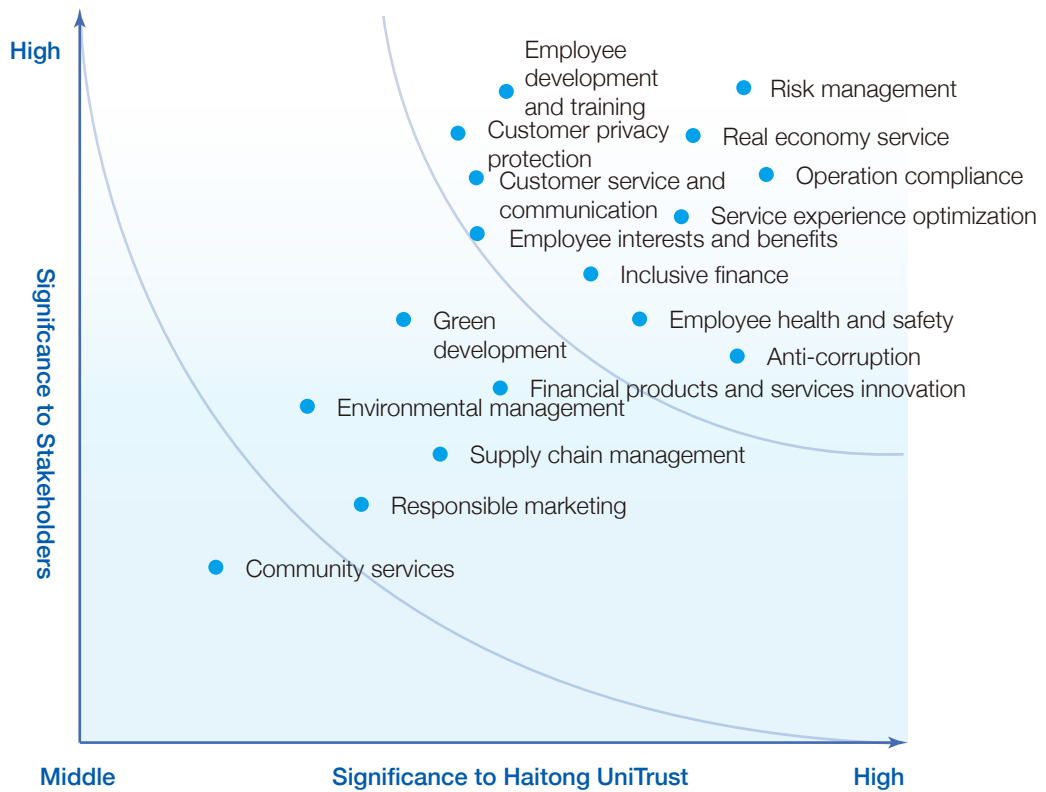 High
Employee
development
and training
Risk management
Customer privacy
protection
Real economy service
Customer service and
communication
Operation compliance
Service experience optimization
Employee interests and benefits
Inclusive finance
Green
development
Employee health and safety
Anti-corruption
Financial products and services innovation
Environmental management
Supply chain management
Responsible marketing
Community services
Signifcance to Stakeholders
Middle
Significance to Haitong UniTrust
High